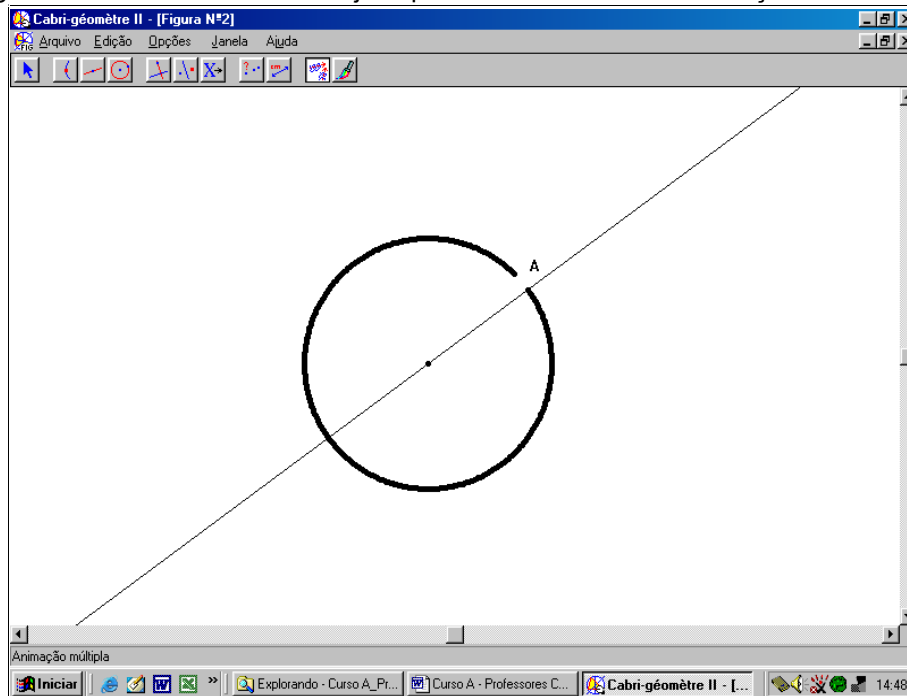 Cabri-géomètre II - [Figura Nº2]
Arquivo Edição Opções Janela Ajuda
A
Animação múltipla
Iniciar Explorando - Curso A_Pr... Curso A - Professores C... Cabri-géomètre II - [... 14:48